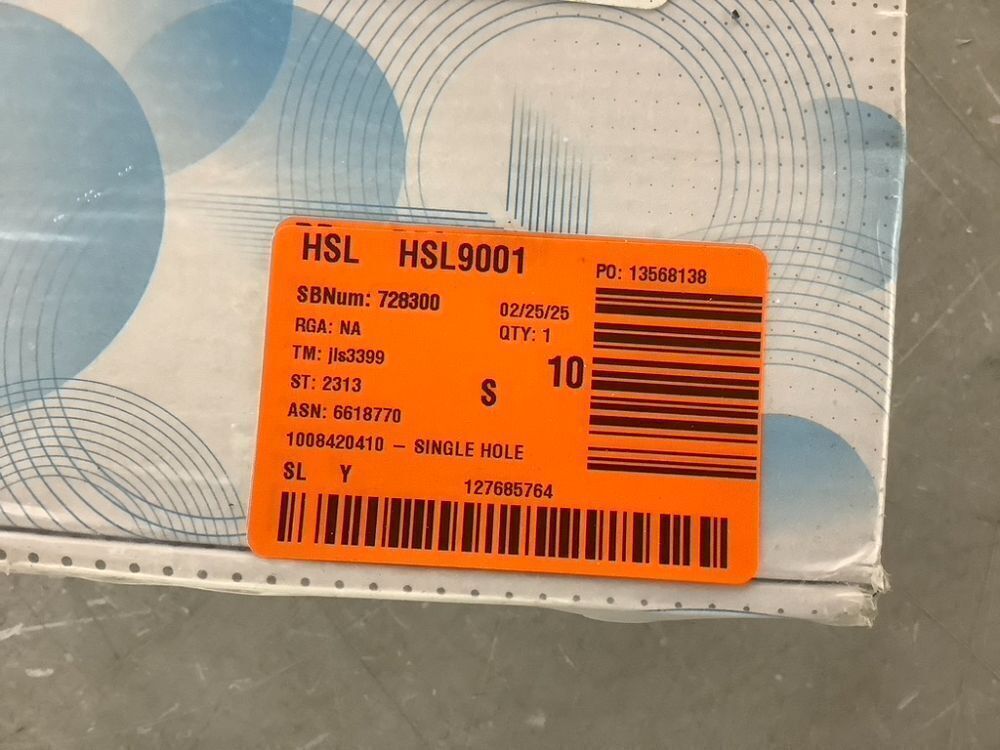 HSL HSL9001
PO: 13568138
SBNum: 728300
02/25/25
RGA: NA
QTY: 1
TM: jls3399
10
ST: 2313
S
ASN: 6618770
1008420410 – SINGLE HOLE
SL Y
127685764